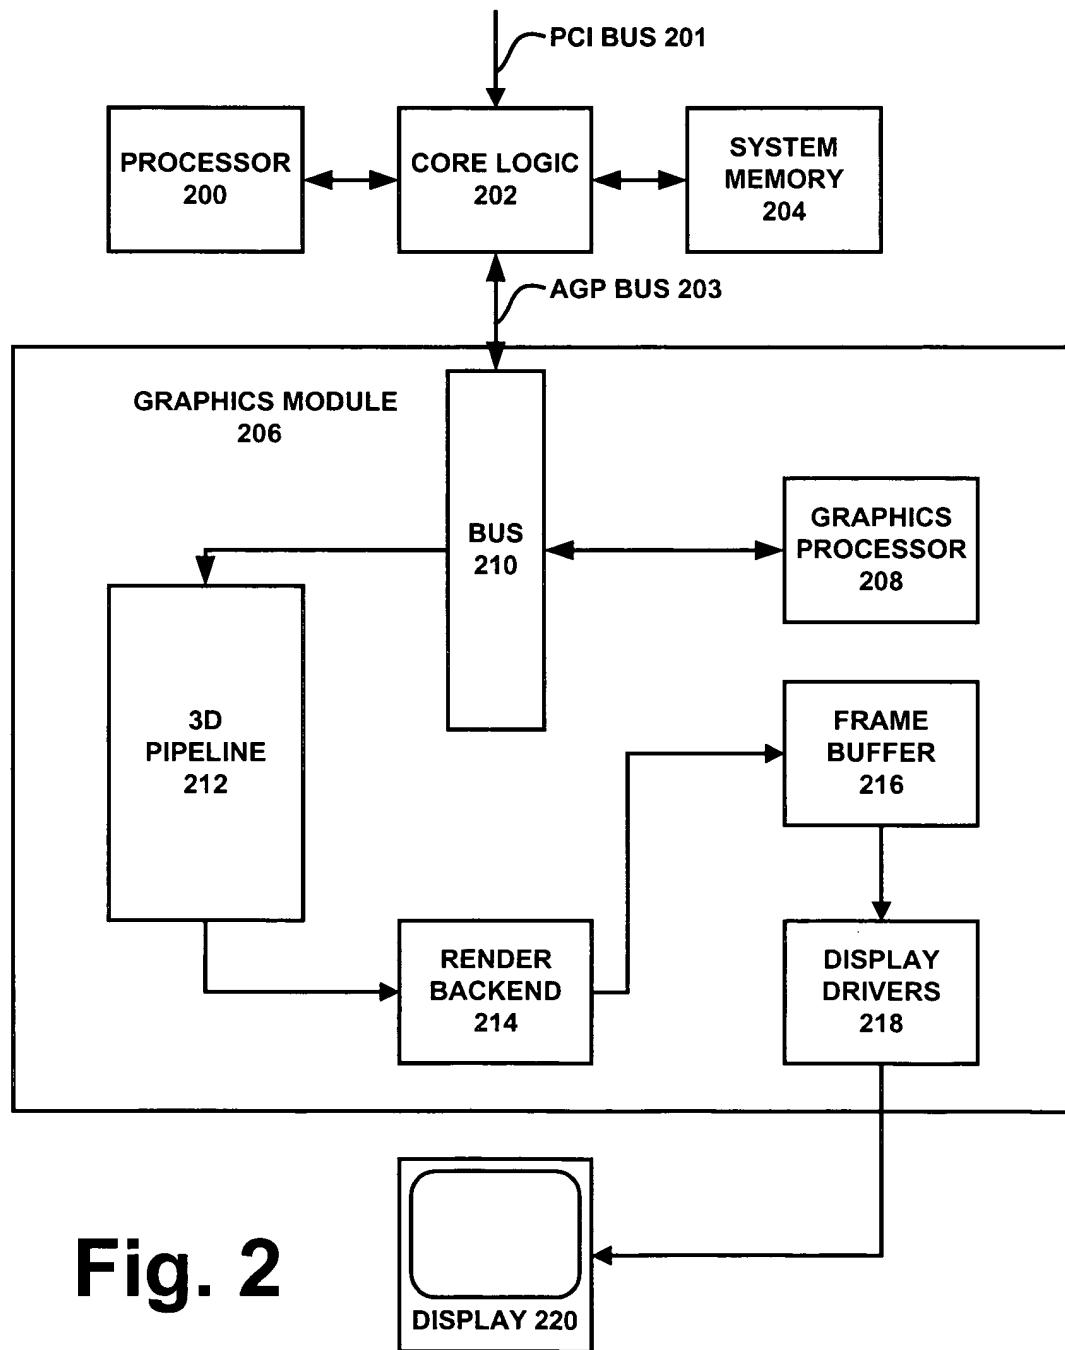 PCI BUS 201
PROCESSOR
200
CORE LOGIC
202
SYSTEM
MEMORY
204
AGP BUS 203
GRAPHICS MODULE
206
BUS
210
GRAPHICS
PROCESSOR
208
3D
PIPELINE
212
FRAME
BUFFER
216
RENDER
BACKEND
214
DISPLAY
DRIVERS
218
Fig. 2
DISPLAY 220